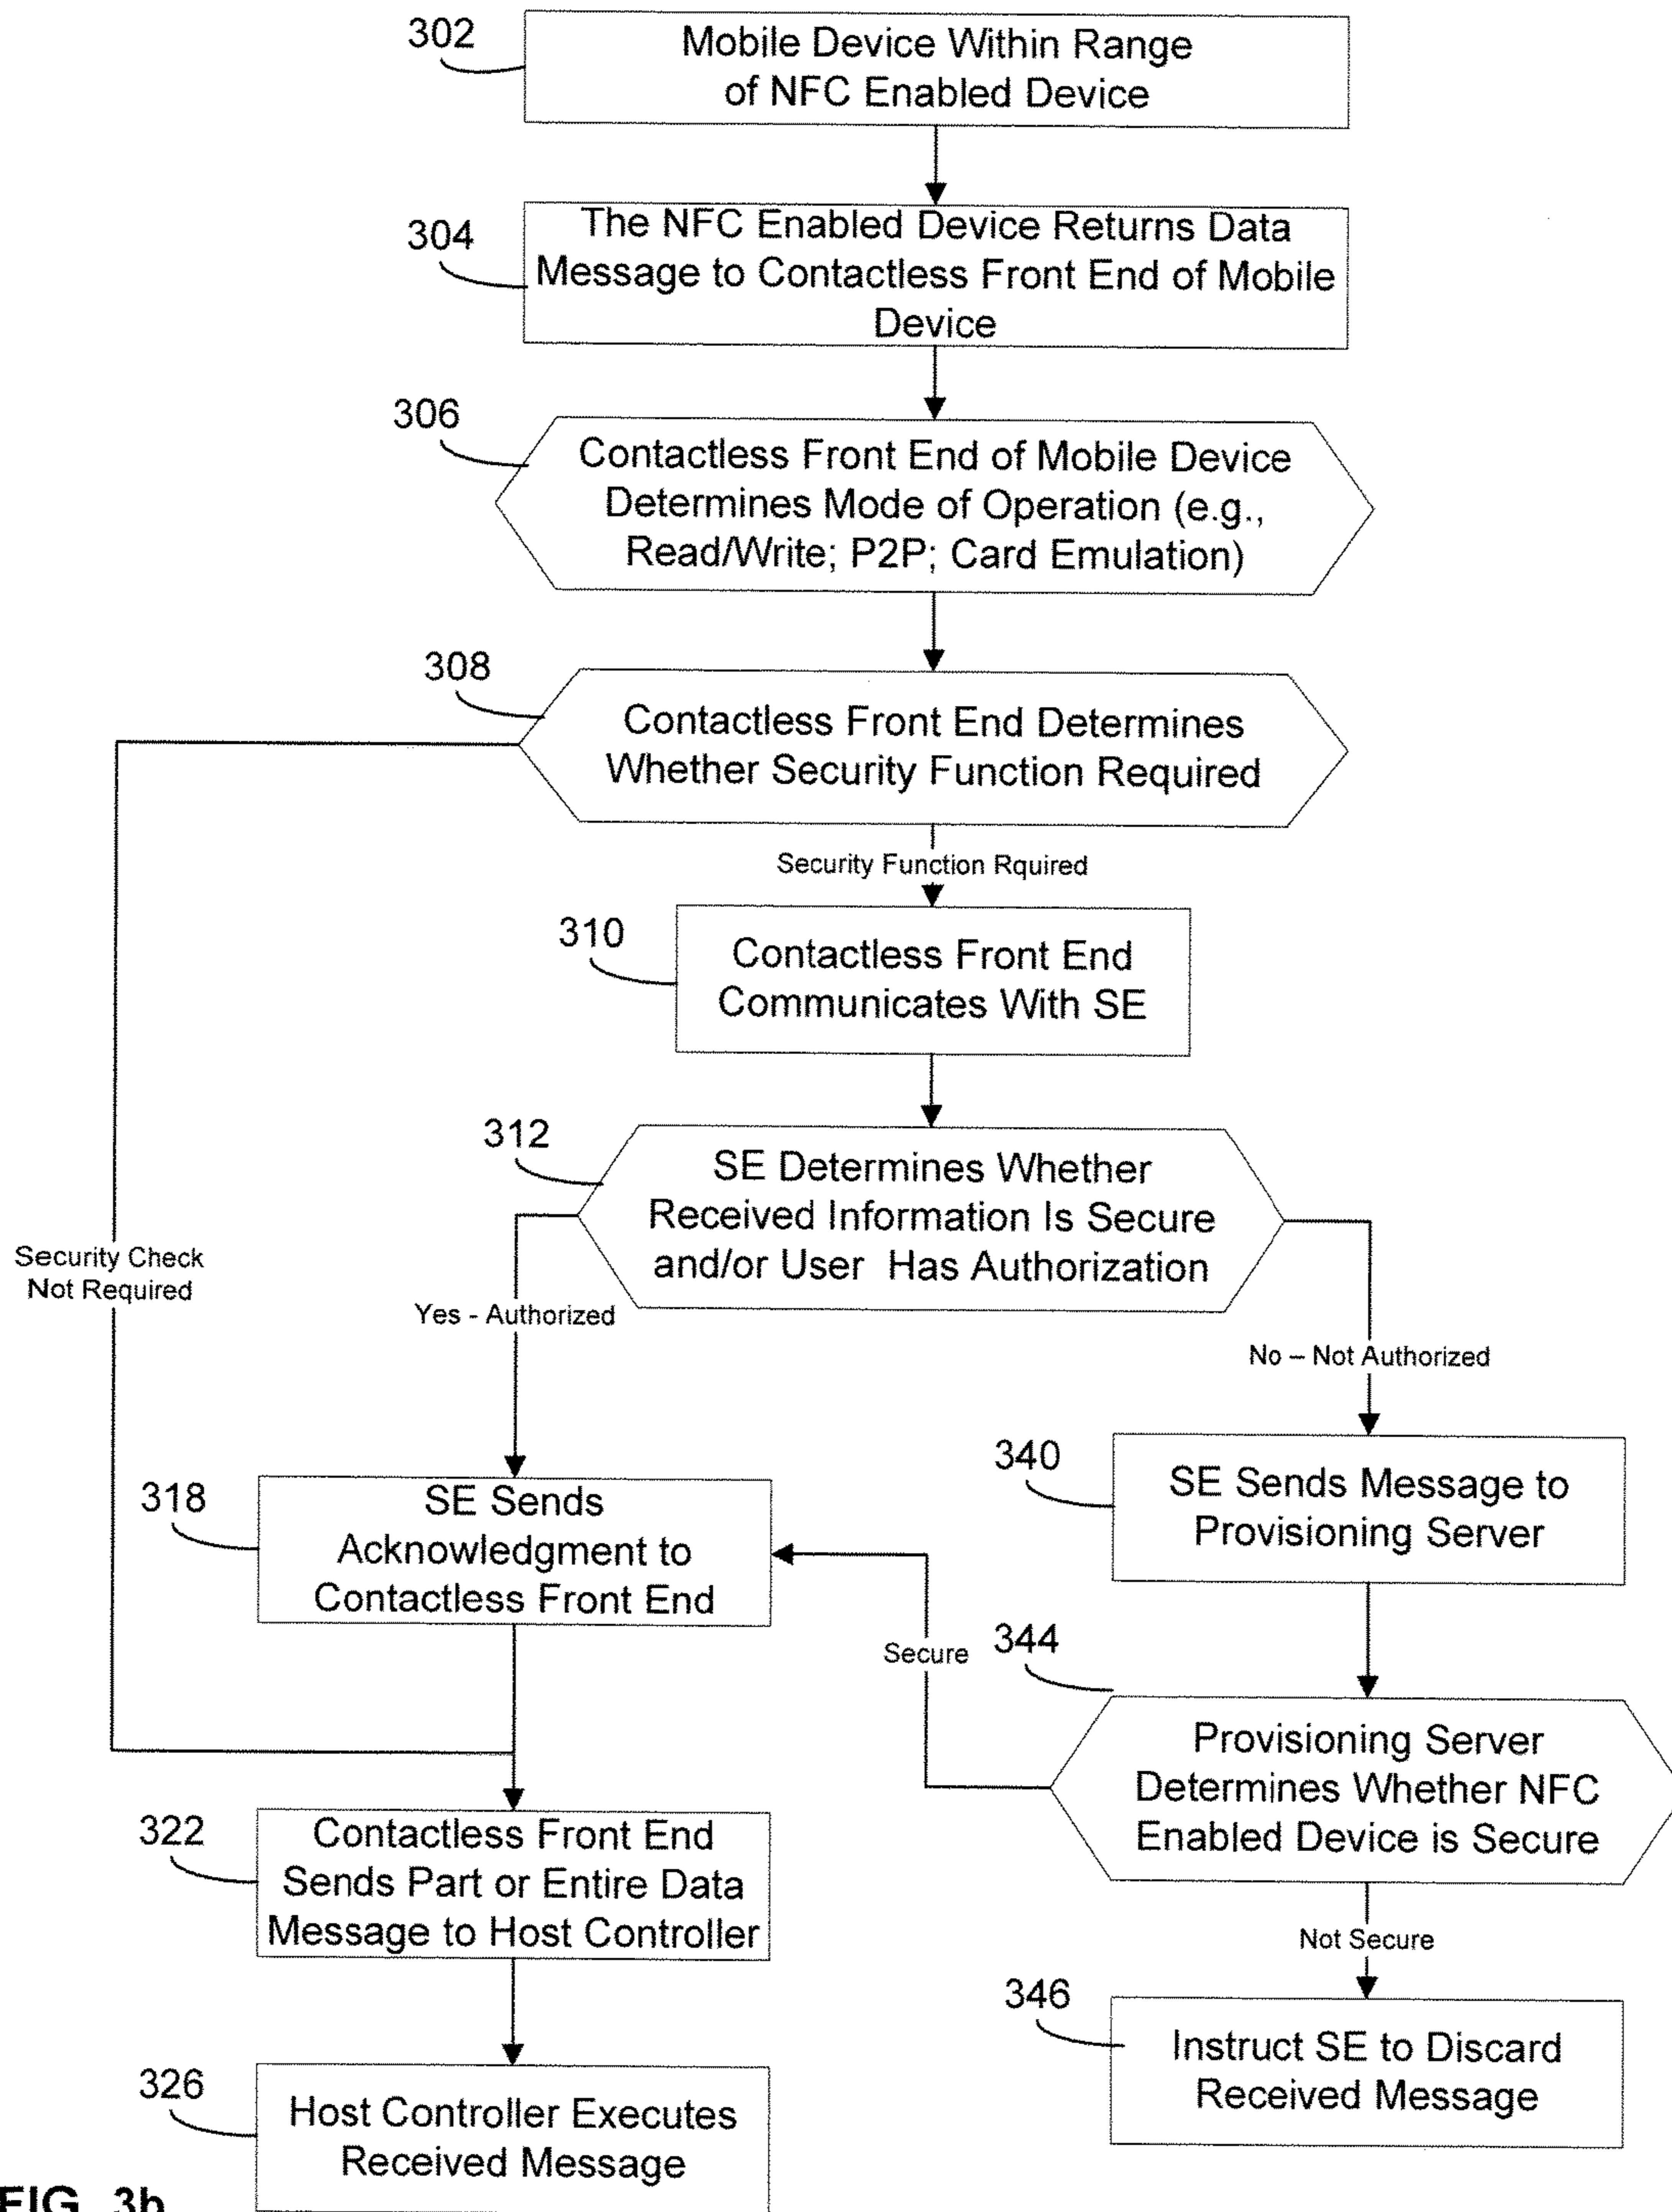 302
Mobile Device Within Range
of NFC Enabled Device
304
The NFC Enabled Device Returns Data
Message to Contactless Front End of Mobile
Device
306
Contactless Front End of Mobile Device
Determines Mode of Operation (e.g.,
Read/Write; P2P; Card Emulation)
308
Contactless Front End Determines
Whether Security Function Required
Security Function Rquired
310
Contactless Front End
Communicates With SE
312
SE Determines Whether
Received Information Is Secure
and/or User Has Authorization
Security Check
Not Required
Yes - Authorized
No – Not Authorized
318
SE Sends
Acknowledgment to
Contactless Front End
340
SE Sends Message to
Provisioning Server
Secure
344
Provisioning Server
Determines Whether NFC
Enabled Device is Secure
322
Contactless Front End
Sends Part or Entire Data
Message to Host Controller
Not Secure
346
Instruct SE to Discard
Received Message
326
Host Controller Executes
Received Message
FIG. 3b